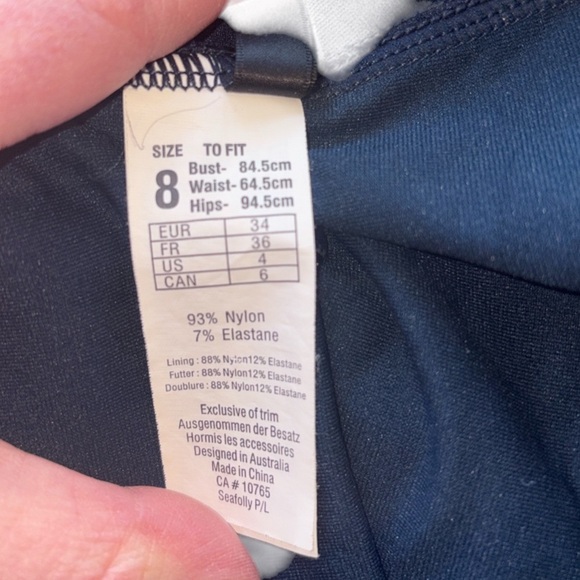 SIZE TO FIT
8 Bust- 84.5cm
Waist- 64.5cm
Hips- 94.5cm
EUR 34
FR 36
US 4
CAN 6
93% Nylon
7% Elastane
Lining : 88% Nylon12% Elastane
Futter : 88% Nylon12% Elastane
Doublure : 88% Nylon12% Elastane
Exclusive of trim
Ausgenommen der Besatz
Hormis les accessoires
Designed in Australia
Made in China
CA # 10765
Seafolly P/L